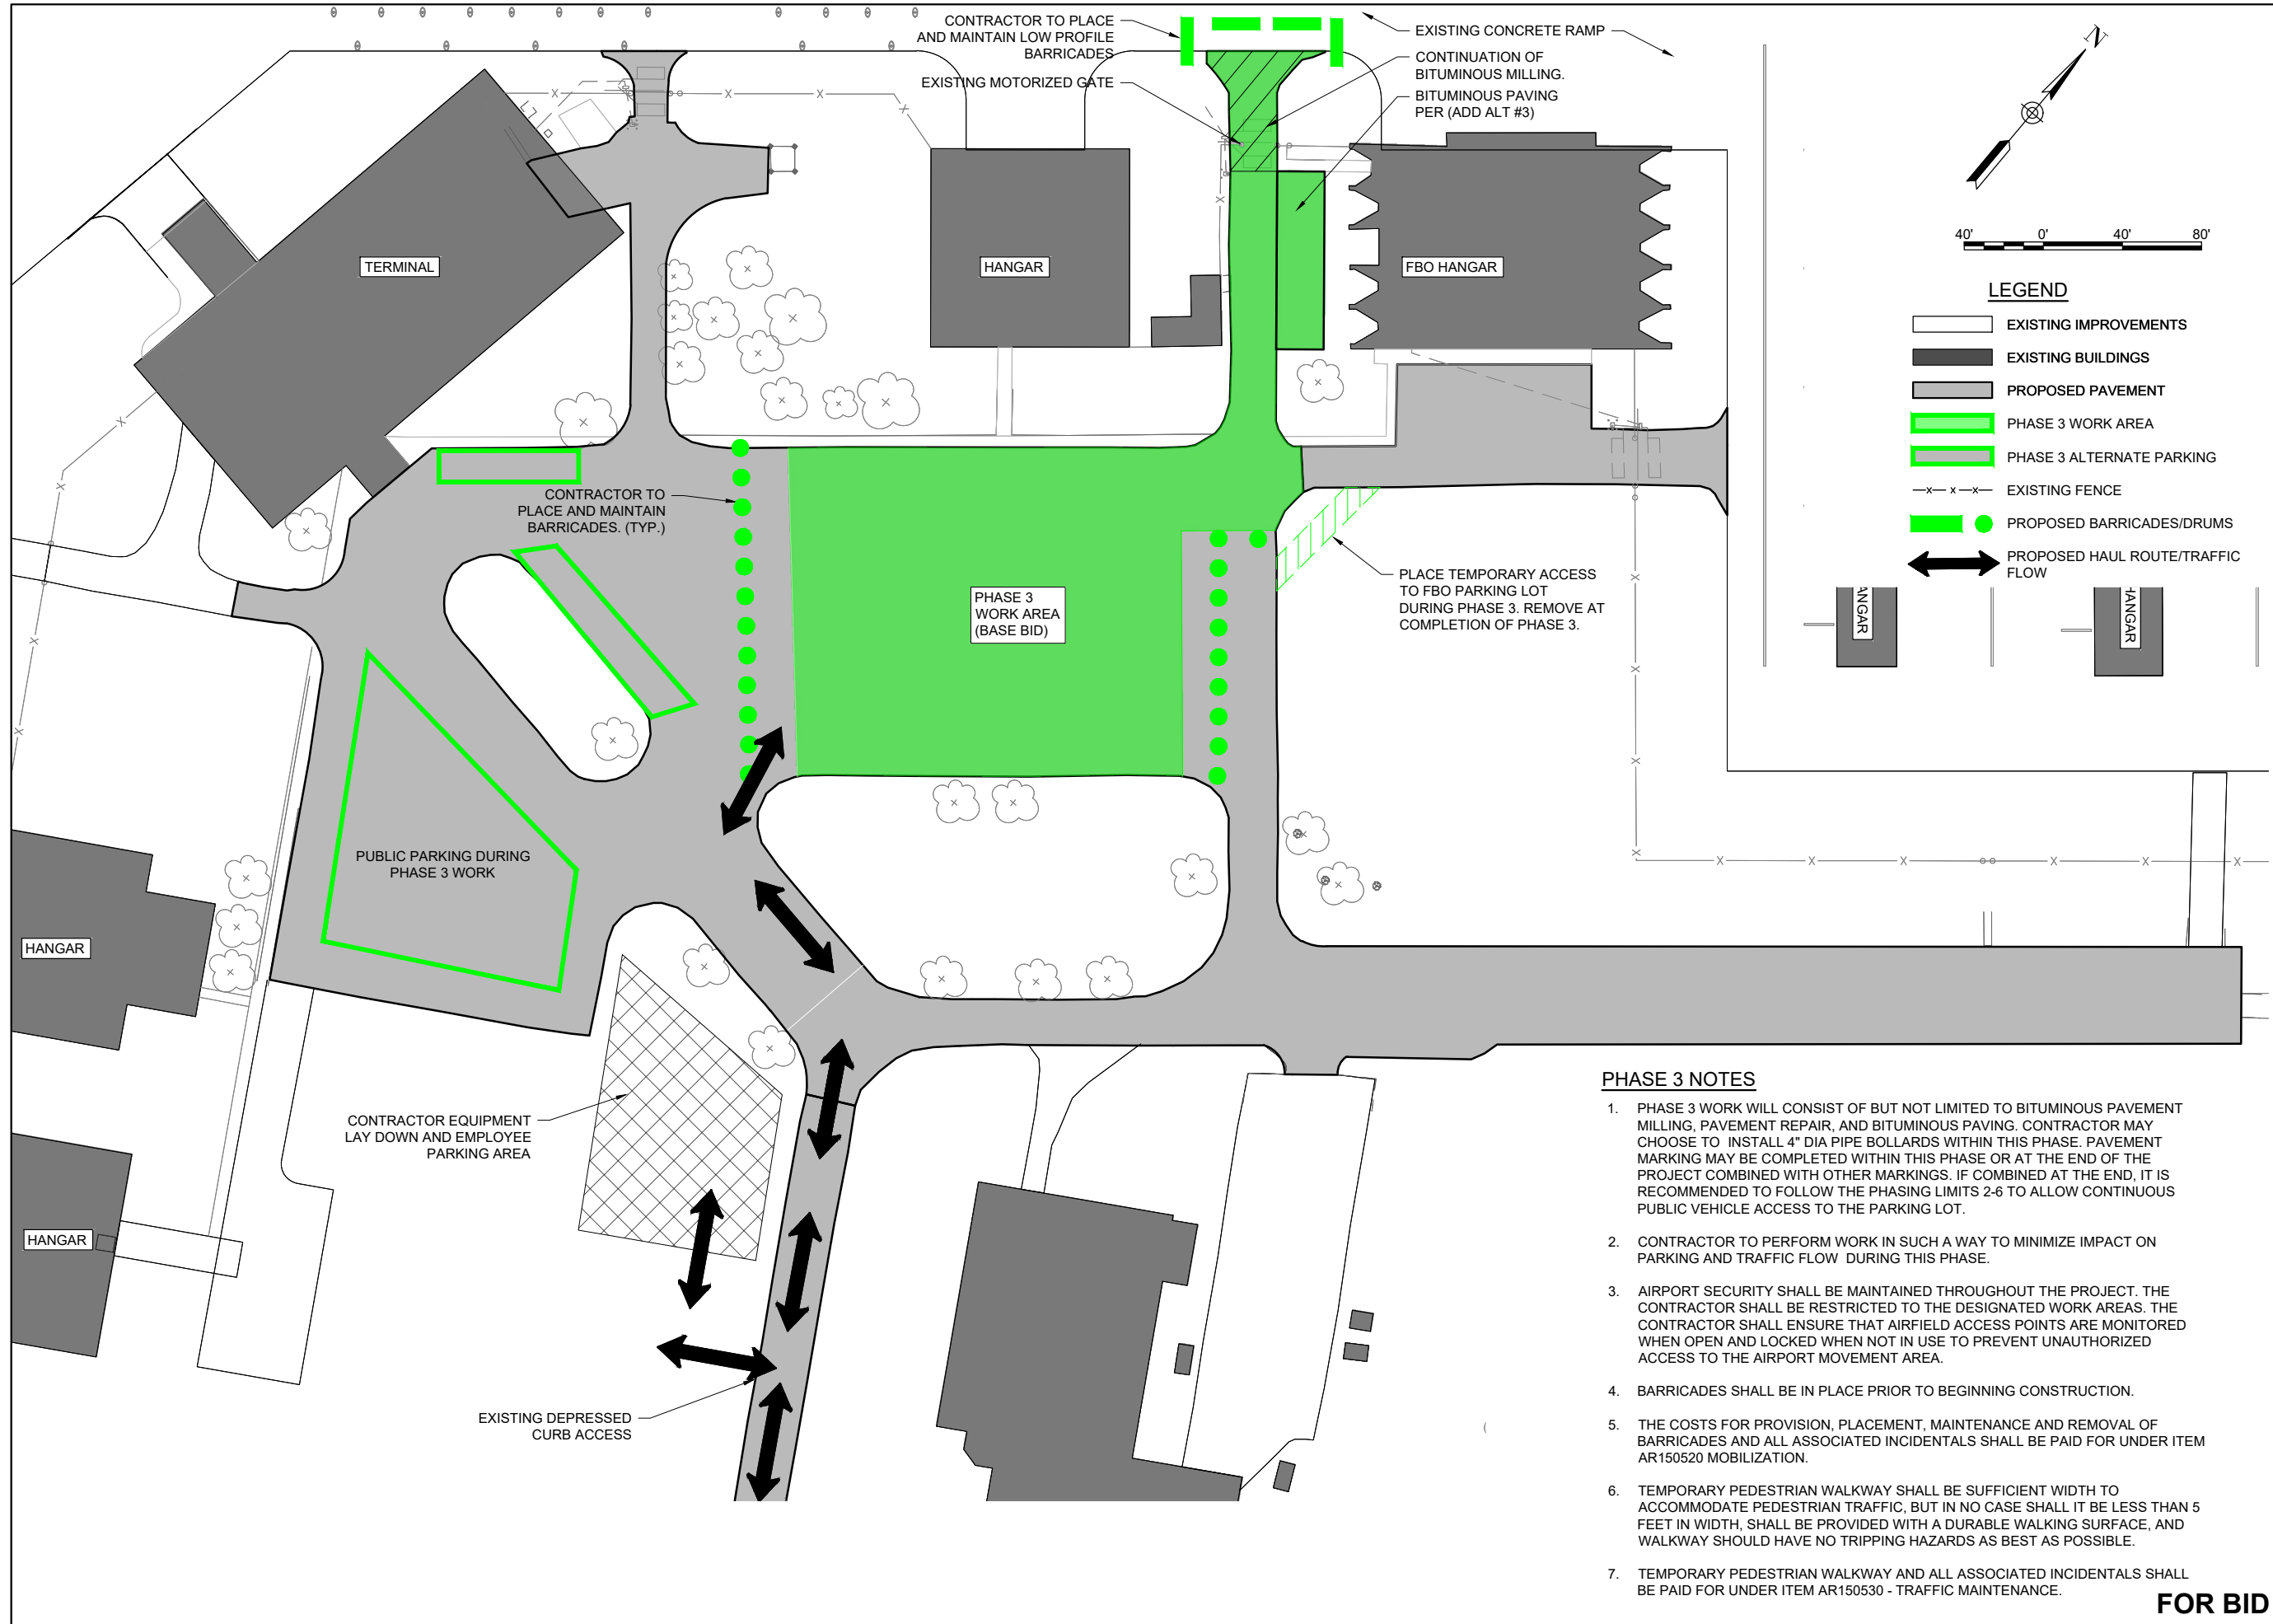 CONTRACTOR TO PLACE
AND MAINTAIN LOW PROFILE
BARRICADES
EXISTING MOTORIZED GATE
EXISTING CONCRETE RAMP
CONTINUATION OF
BITUMINOUS MILLING.
BITUMINOUS PAVING
PER (ADD ALT #3)
N
40' 0' 40' 80'
TERMINAL
HANGAR
FBO HANGAR
LEGEND
EXISTING IMPROVEMENTS
EXISTING BUILDINGS
PROPOSED PAVEMENT
PHASE 3 WORK AREA
PHASE 3 ALTERNATE PARKING
EXISTING FENCE
PROPOSED BARRICADES/DRUMS
PROPOSED HAUL ROUTE/TRAFFIC
FLOW
CONTRACTOR TO
PLACE AND MAINTAIN
BARRICADES. (TYP.)
PHASE 3
WORK AREA
(BASE BID)
PLACE TEMPORARY ACCESS
TO FBO PARKING LOT
DURING PHASE 3. REMOVE AT
COMPLETION OF PHASE 3.
ANGAR
HANGAR
PUBLIC PARKING DURING
PHASE 3 WORK
HANGAR
HANGAR
CONTRACTOR EQUIPMENT
LAY DOWN AND EMPLOYEE
PARKING AREA
EXISTING DEPRESSED
CURB ACCESS
PHASE 3 NOTES
1. PHASE 3 WORK WILL CONSIST OF BUT NOT LIMITED TO BITUMINOUS PAVEMENT
MILLING, PAVEMENT REPAIR, AND BITUMINOUS PAVING. CONTRACTOR MAY
CHOOSE TO INSTALL 4" DIA PIPE BOLLARDS WITHIN THIS PHASE. PAVEMENT
MARKING MAY BE COMPLETED WITHIN THIS PHASE OR AT THE END OF THE
PROJECT COMBINED WITH OTHER MARKINGS. IF COMBINED AT THE END, IT IS
RECOMMENDED TO FOLLOW THE PHASING LIMITS 2-6 TO ALLOW CONTINUOUS
PUBLIC VEHICLE ACCESS TO THE PARKING LOT.
2. CONTRACTOR TO PERFORM WORK IN SUCH A WAY TO MINIMIZE IMPACT ON
PARKING AND TRAFFIC FLOW DURING THIS PHASE.
3. AIRPORT SECURITY SHALL BE MAINTAINED THROUGHOUT THE PROJECT. THE
CONTRACTOR SHALL BE RESTRICTED TO THE DESIGNATED WORK AREAS. THE
CONTRACTOR SHALL ENSURE THAT AIRFIELD ACCESS POINTS ARE MONITORED
WHEN OPEN AND LOCKED WHEN NOT IN USE TO PREVENT UNAUTHORIZED
ACCESS TO THE AIRPORT MOVEMENT AREA.
4. BARRICADES SHALL BE IN PLACE PRIOR TO BEGINNING CONSTRUCTION.
5. THE COSTS FOR PROVISION, PLACEMENT, MAINTENANCE AND REMOVAL OF
BARRICADES AND ALL ASSOCIATED INCIDENTALS SHALL BE PAID FOR UNDER ITEM
AR150520 MOBILIZATION.
6. TEMPORARY PEDESTRIAN WALKWAY SHALL BE SUFFICIENT WIDTH TO
ACCOMMODATE PEDESTRIAN TRAFFIC, BUT IN NO CASE SHALL IT BE LESS THAN 5
FEET IN WIDTH, SHALL BE PROVIDED WITH A DURABLE WALKING SURFACE, AND
WALKWAY SHOULD HAVE NO TRIPPING HAZARDS AS BEST AS POSSIBLE.
7. TEMPORARY PEDESTRIAN WALKWAY AND ALL ASSOCIATED INCIDENTALS SHALL
BE PAID FOR UNDER ITEM AR150530 - TRAFFIC MAINTENANCE.
FOR BID